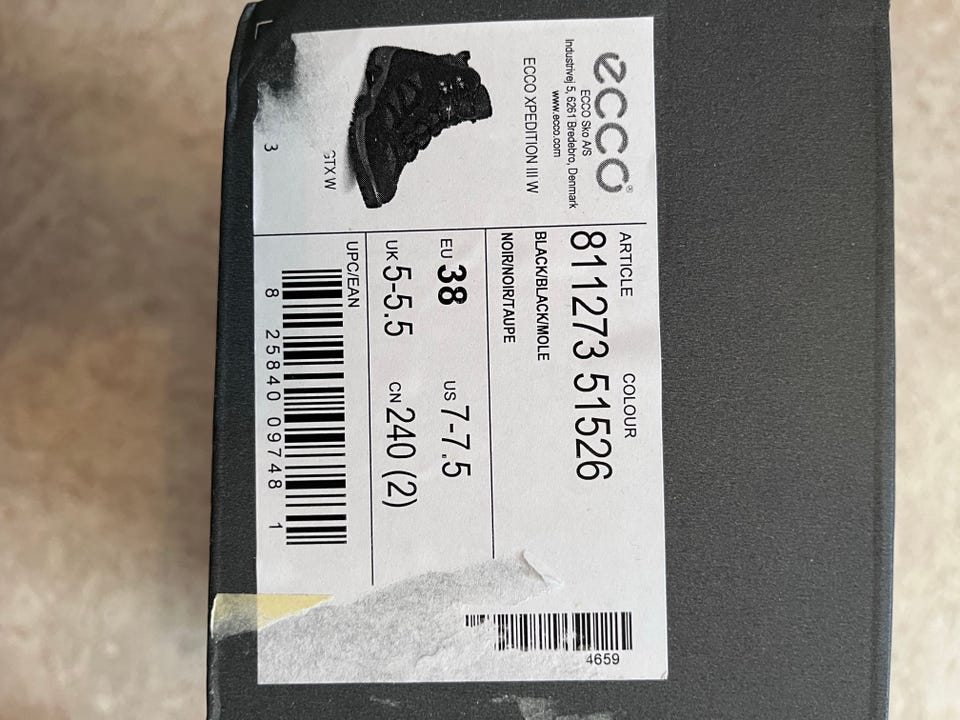 ecco®
ECCO Sko A/S
Industrivej 5, 6261 Bredebro, Denmark
www.ecco.com
ECCO XPEDITION III W
GTX W
3
ARTICLE COLOUR
811273 51526
BLACK/BLACK/MOLE
NOIR/NOIR/TAUPE
EU 38 US 7-7.5
UK 5-5.5 CN 240 (2)
UPC/EAN
8 25840 09748 1
4659